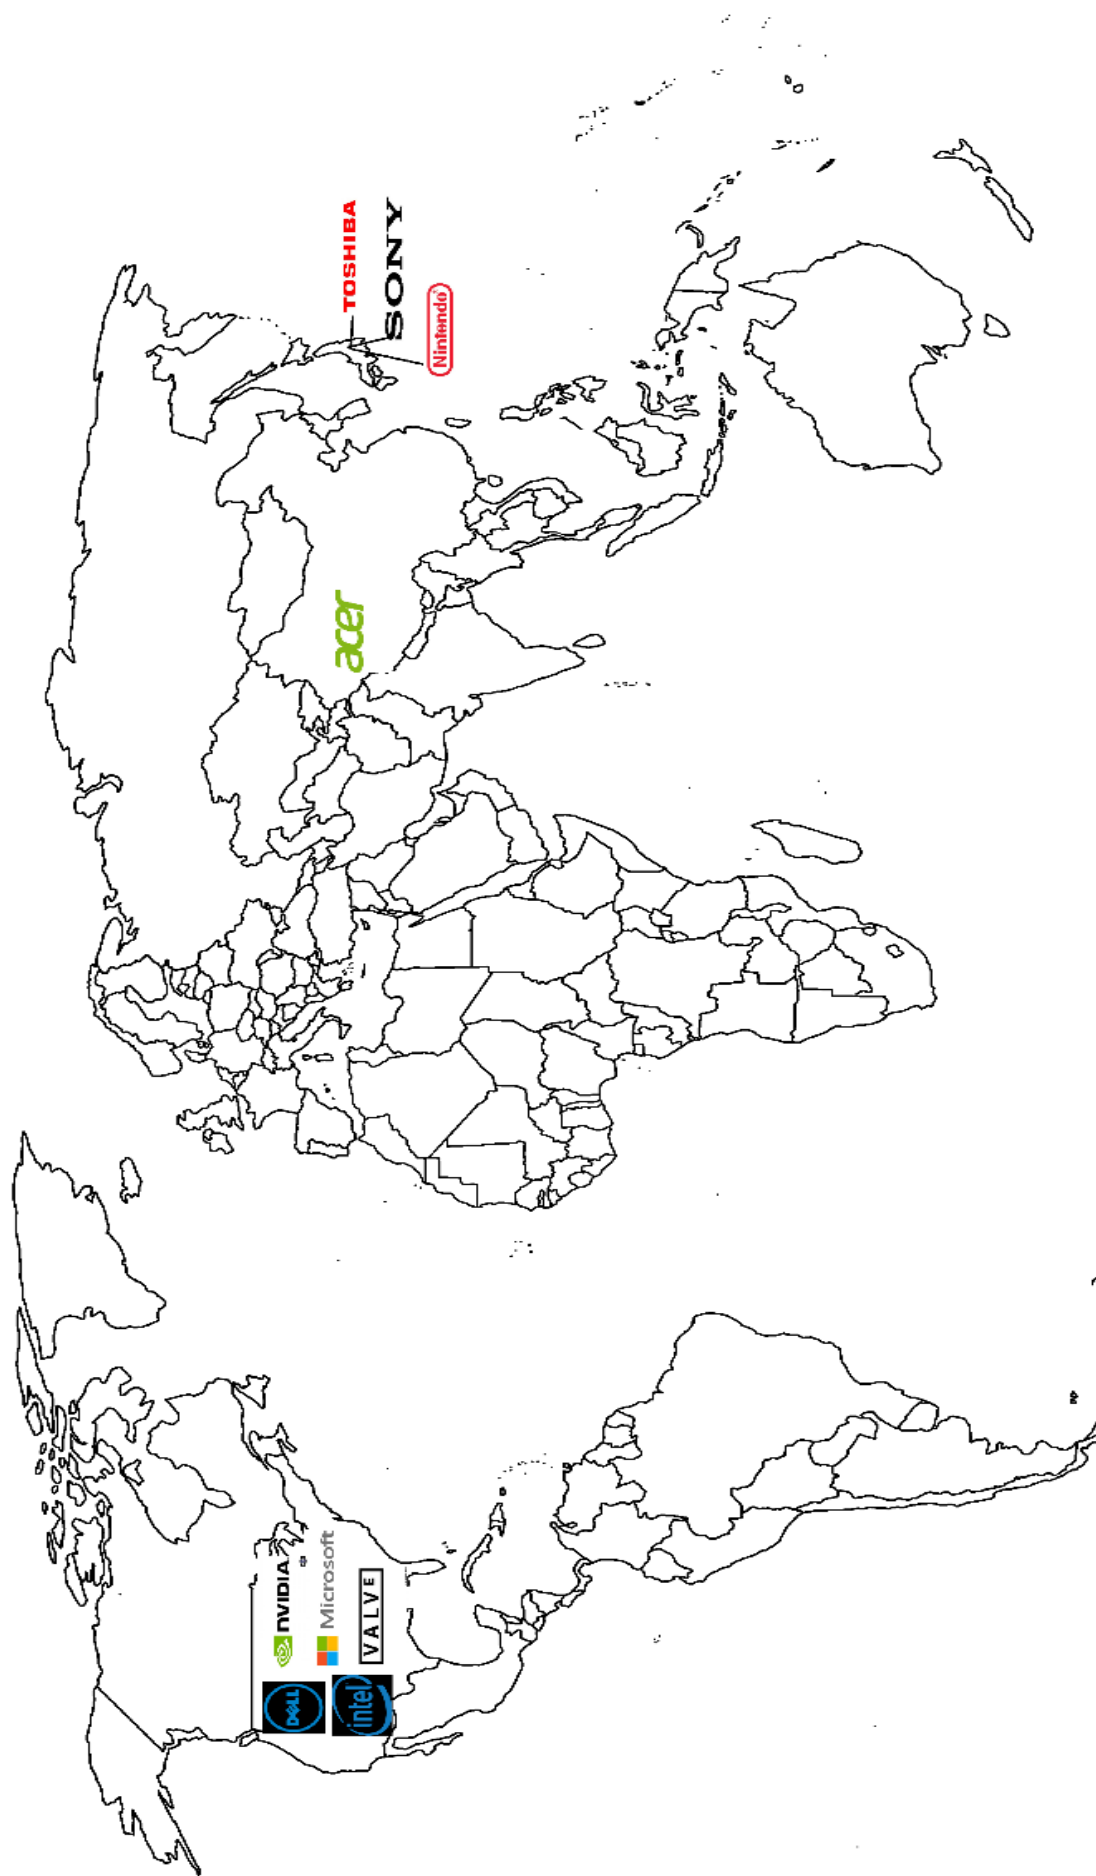 nVIDIA
Microsoft
VALVE
DELL
intel
acer
TOSHIBA
SONY
Nintendo